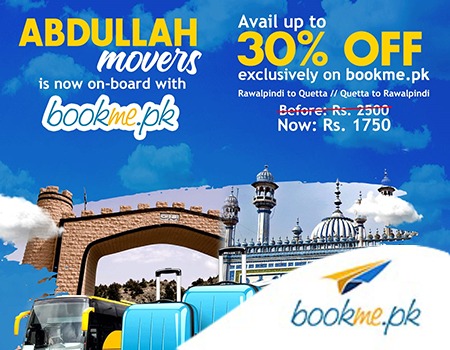 ABDULLAH
movers
is now on-board with
bookme.pk
Avail up to
30% OFF
exclusively on bookme.pk
Rawalpindi to Quetta // Quetta to Rawalpindi
Before: Rs. 2500
Now: Rs. 1750
bookme.pk